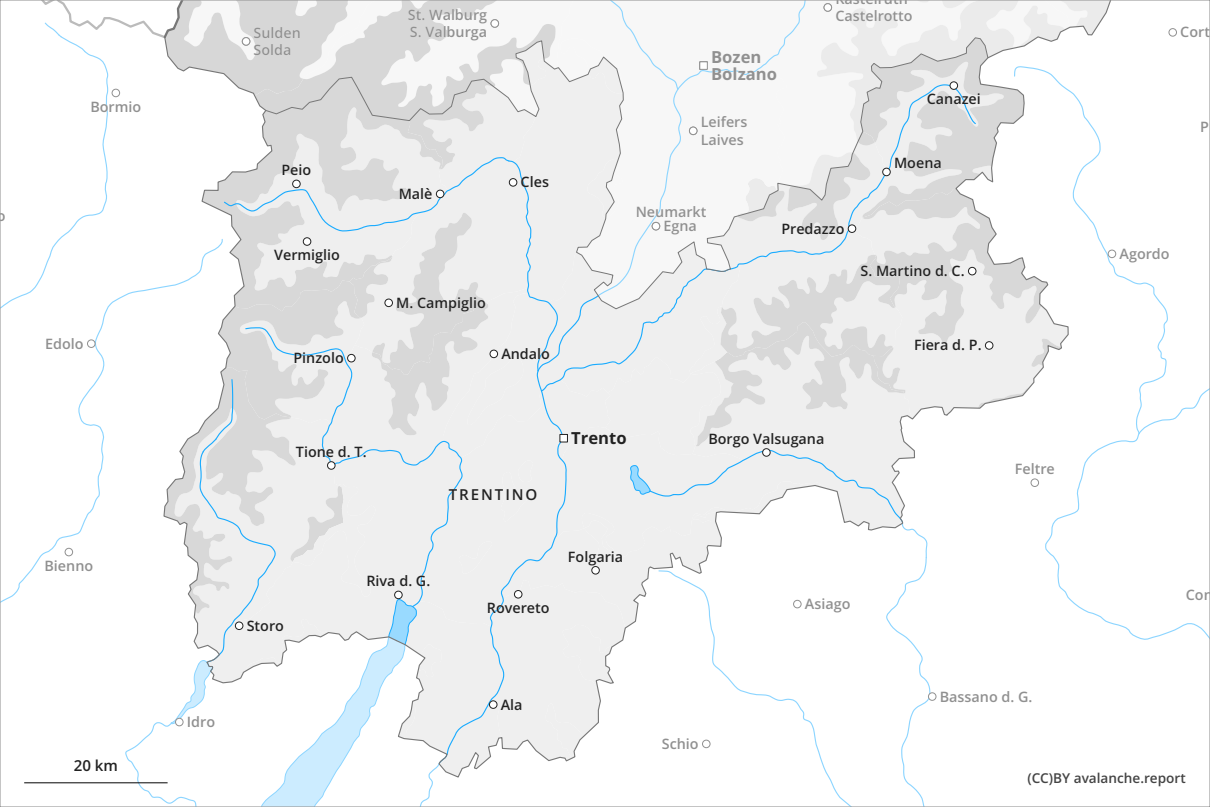 Kastelruth
Castelrotto
St. Walburg
S. Valburga
Sulden
Solda
Cort
Bozen
Bolzano
Bormio
Canazei
Leifers
Laives
P
Moena
Peio
Malè
Cles
Neumarkt
Egna
Predazzo
Vermiglio
Agordo
S. Martino d. C.
M. Campiglio
Edolo
Pinzolo
Andalo
Fiera d. P.
Trento
Borgo Valsugana
Tione d. T.
Feltre
TRENTINO
Bienno
Folgaria
Riva d. G.
Cor
Rovereto
Asiago
Storo
Bassano d. G.
Ala
Idro
Schio
20 km
(CC)BY avalanche.report